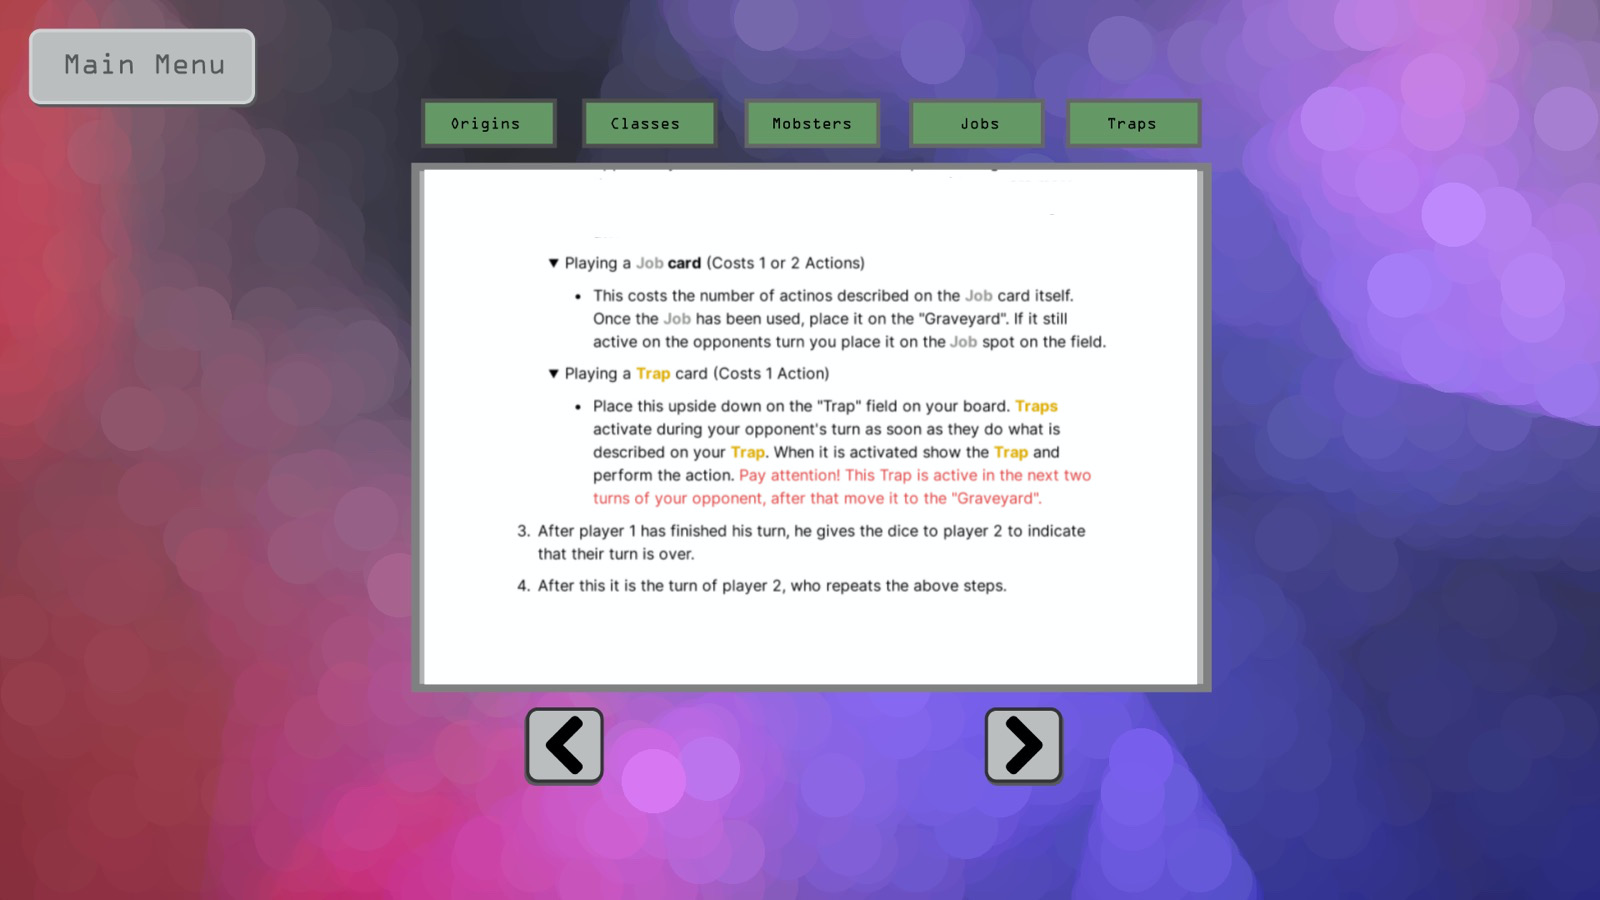 Main Menu
Origins
Classes
Mobsters
Jobs
Traps
▼ Playing a Job card (Costs 1 or 2 Actions)
• This costs the number of actinos described on the Job card itself.
Once the Job has been used, place it on the "Graveyard". If it still
active on the opponents turn you place it on the Job spot on the field.
▼ Playing a Trap card (Costs 1 Action)
• Place this upside down on the "Trap" field on your board. Traps
activate during your opponent's turn as soon as they do what is
described on your Trap. When it is activated show the Trap and
perform the action. Pay attention! This Trap is active in the next two
turns of your opponent, after that move it to the "Graveyard".
3. After player 1 has finished his turn, he gives the dice to player 2 to indicate
that their turn is over.
4. After this it is the turn of player 2, who repeats the above steps.